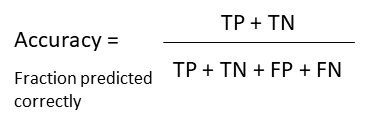 Accuracy =
TP + TN
TP + TN + FP + FN
Fraction predicted
correctly